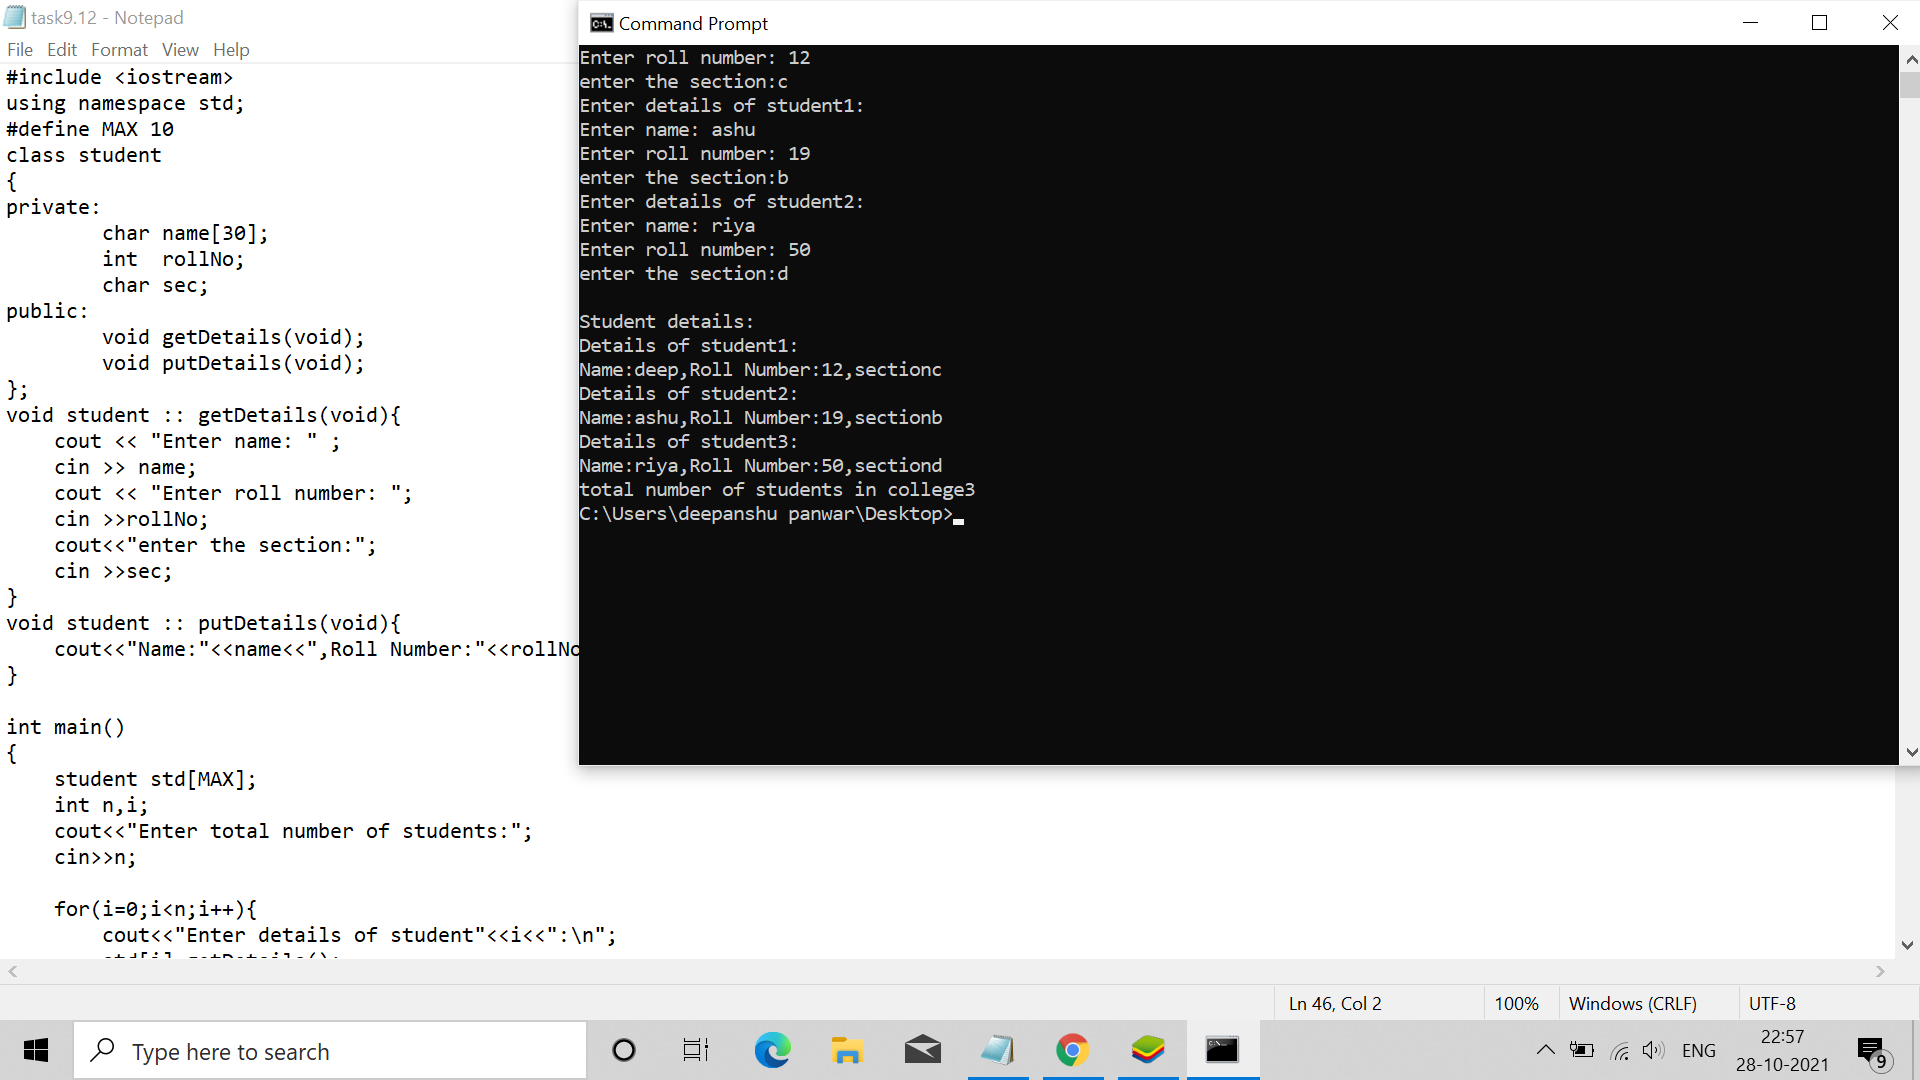 task9.12 - Notepad
File Edit Format View Help
#include <iostream>
using namespace std;
#define MAX 10
class student
{
private:
        char name[30];
        int  rollNo;
        char sec;
public:
        void getDetails(void);
        void putDetails(void);
};
void student :: getDetails(void){
    cout << "Enter name: " ;
    cin >> name;
    cout << "Enter roll number: ";
    cin >>rollNo;
    cout<<"enter the section:";
    cin >>sec;
}
void student :: putDetails(void){
    cout<<"Name:"<<name<<",Roll Number:"<<rollNo
}
int main()
{
    student std[MAX];
    int n,i;
    cout<<"Enter total number of students:";
    cin>>n;
    for(i=0;i<n;i++){
        cout<<"Enter details of student"<<i<<":\n";
Command Prompt
Enter roll number: 12
enter the section:c
Enter details of student1:
Enter name: ashu
Enter roll number: 19
enter the section:b
Enter details of student2:
Enter name: riya
Enter roll number: 50
enter the section:d
Student details:
Details of student1:
Name:deep,Roll Number:12,sectionc
Details of student2:
Name:ashu,Roll Number:19,sectionb
Details of student3:
Name:riya,Roll Number:50,sectiond
total number of students in college3
C:\Users\deepanshu panwar\Desktop>
Ln 46, Col 2 100% Windows (CRLF) UTF-8
Type here to search
ENG
22:57
28-10-2021
9